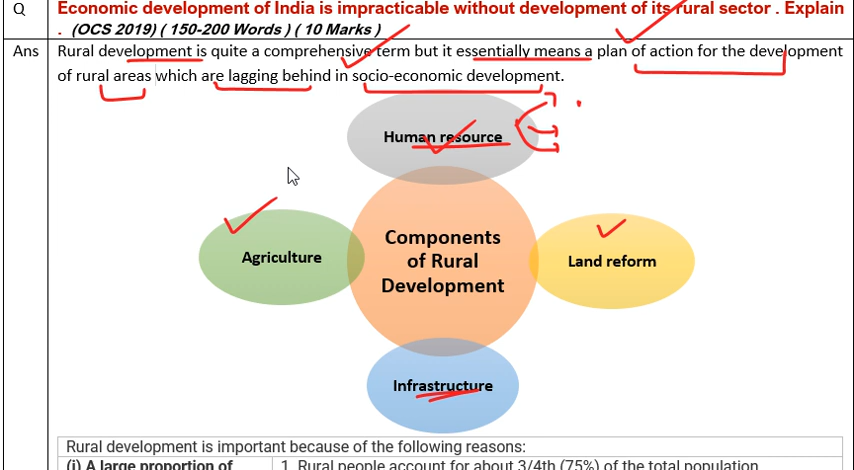 Q
Economic development of India is impracticable without development of its rural sector . Explain
. (OCS 2019) ( 150-200 Words ) ( 10 Marks )
Ans
Rural development is quite a comprehensive term but it essentially means a plan of action for the development
of rural areas which are lagging behind in socio-economic development.
Human resource
Agriculture
Components
of Rural
Development
Land reform
Infrastructure
Rural development is important because of the following reasons:
(i) A large proportion of
1. Rural people account for about 3/4th (75%) of the total population